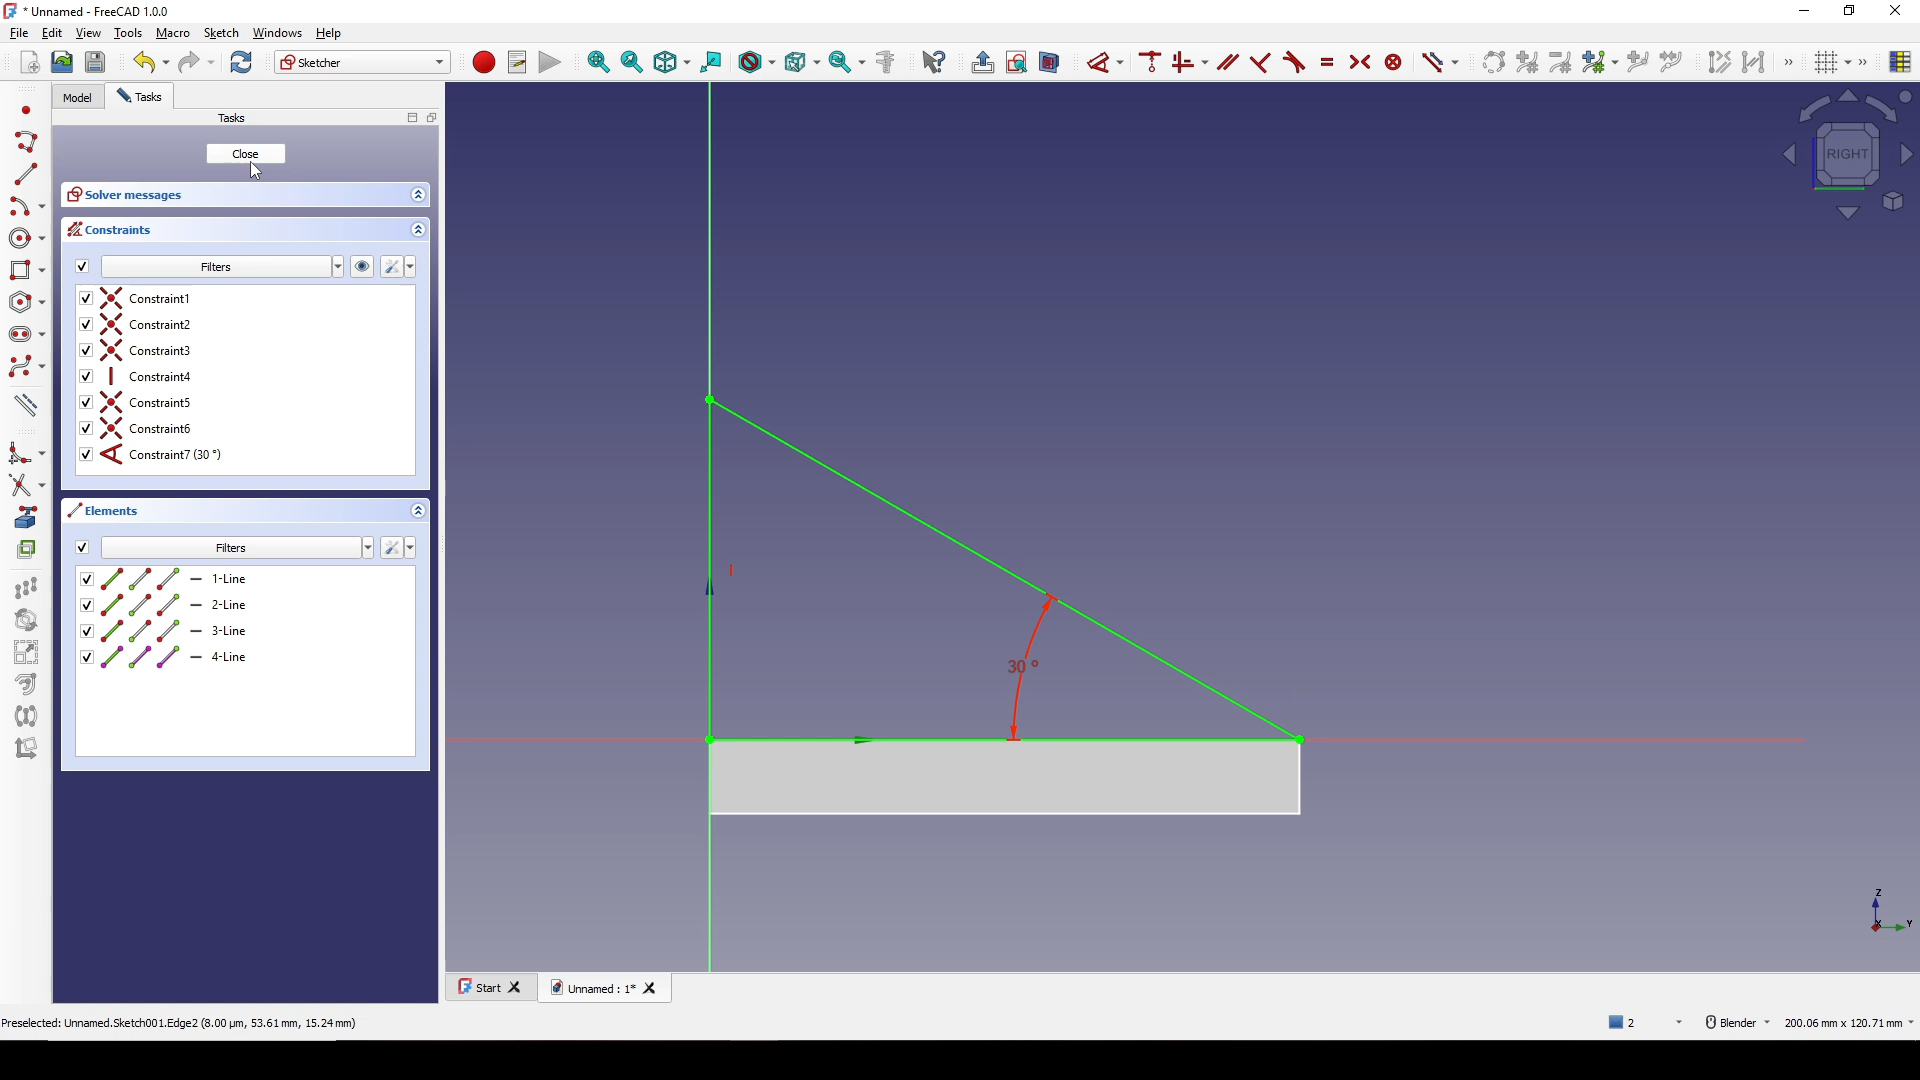 * Unnamed - FreeCAD 1.0.0
File Edit View Tools Macro Sketch Windows Help
Sketcher
Model Tasks
Tasks
Close
Solver messages
Constraints
Filters
Constraint1
Constraint2
Constraint3
Constraint4
Constraint5
Constraint6
Constraint7 (30 °)
Elements
Filters
1-Line
2-Line
3-Line
4-Line
30 °
RIGHT
Z
X Y
Start Unnamed : 1*
Preselected: Unnamed.Sketch001.Edge2 (8.00 µm, 53.61 mm, 15.24 mm) 2 Blender 200.06 mm x 120.71 mm